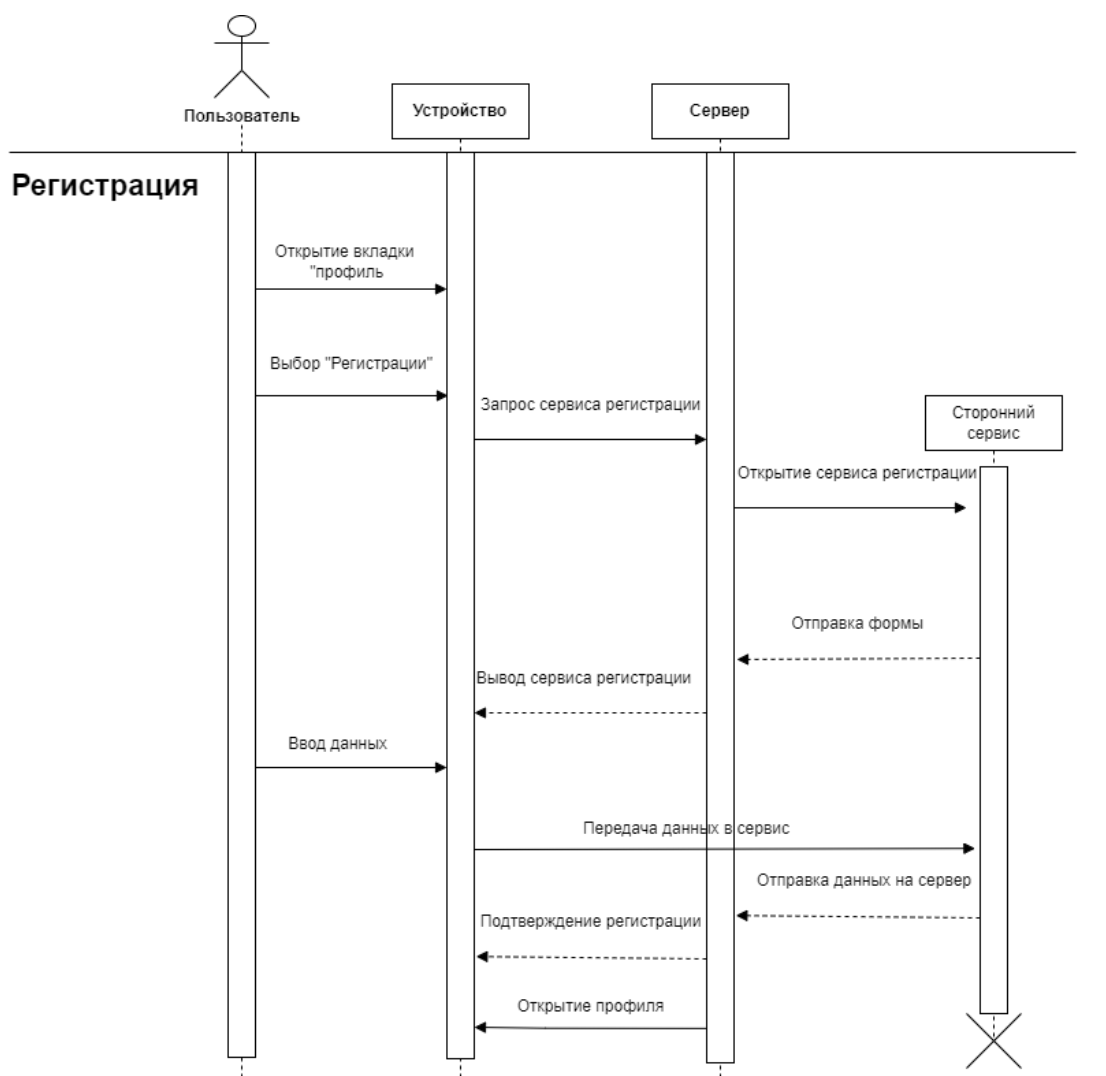 Пользователь
Устройство
Сервер
Регистрация
Открытие вкладки
"профиль
Выбор "Регистрации"
Запрос сервиса регистрации
Сторонний
сервис
Открытие сервиса регистрации
Отправка формы
Вывод сервиса регистрации
Ввод данных
Передача данных в сервис
Отправка данных на сервер
Подтверждение регистрации
Открытие профиля